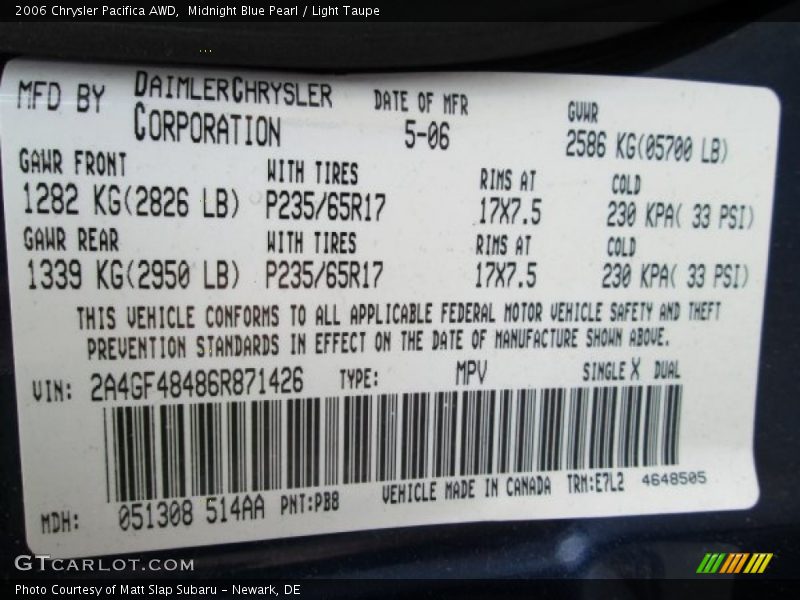 2006 Chrysler Pacifica AWD,  Midnight Blue Pearl / Light Taupe
MFD BY DAIMLERCHRYSLER CORPORATION DATE OF MFR 5-06 GVWR 2586 KG(05700 LB)
GAWR FRONT WITH TIRES RIMS AT COLD
1282 KG(2826 LB) P235/65R17 17X7.5 230 KPA( 33 PSI)
GAWR REAR WITH TIRES RIMS AT COLD
1339 KG(2950 LB) P235/65R17 17X7.5 230 KPA( 33 PSI)
THIS VEHICLE CONFORMS TO ALL APPLICABLE FEDERAL MOTOR VEHICLE SAFETY AND THEFT
PREVENTION STANDARDS IN EFFECT ON THE DATE OF MANUFACTURE SHOWN ABOVE.
VIN: 2A4GF48486R871426 TYPE: MPV SINGLE X DUAL
MDH: 051308 514AA PNT:PB8 VEHICLE MADE IN CANADA TRM:E7L2 4648505
GTCARLOT.COM
Photo Courtesy of Matt Slap Subaru - Newark, DE